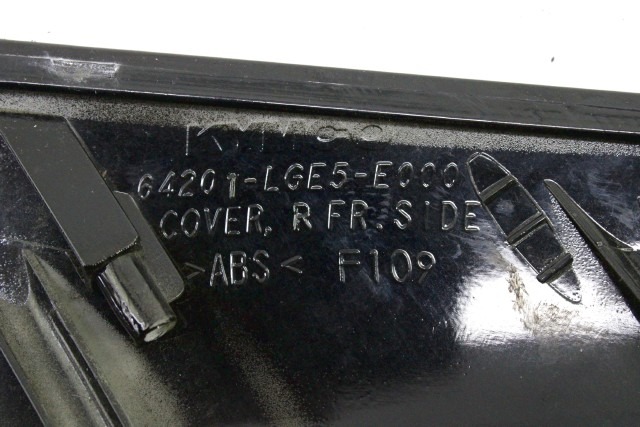 KYMCO
64201-LGE5-E000
COVER, R FR. SIDE
>ABS< F109